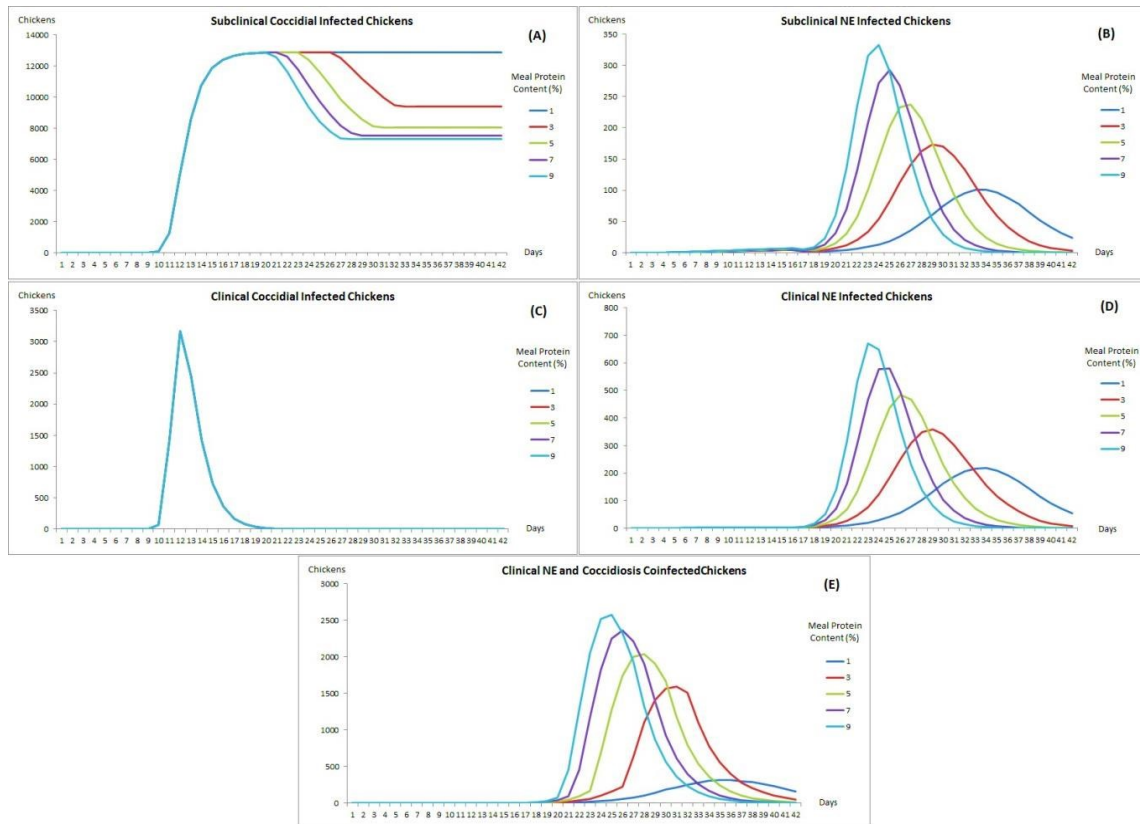 Subclinical Coccidial Infected Chickens
Chickens
(A)
14000
12000
10000
8000
6000
4000
2000
0
Meal Protein
Content (%)
1
3
5
7
9
Days
1 2 3 4 5 6 7 8 9 10 11 12 13 14 15 16 17 18 19 20 21 22 23 24 25 26 27 28 29 30 31 32 33 34 35 36 37 38 39 40 41 42
Subclinical NE Infected Chickens
Chickens
(B)
350
300
250
200
150
100
50
0
Meal Protein
Content (%)
1
3
5
7
9
Days
1 2 3 4 5 6 7 8 9 10 11 12 13 14 15 16 17 18 19 20 21 22 23 24 25 26 27 28 29 30 31 32 33 34 35 36 37 38 39 40 41 42
Clinical Coccidial Infected Chickens
Chickens
(C)
3500
3000
2500
2000
1500
1000
500
0
Meal Protein
Content (%)
1
3
5
7
9
Days
1 2 3 4 5 6 7 8 9 10 11 12 13 14 15 16 17 18 19 20 21 22 23 24 25 26 27 28 29 30 31 32 33 34 35 36 37 38 39 40 41 42
Clinical NE Infected Chickens
Chickens
(D)
800
700
600
500
400
300
200
100
0
Meal Protein
Content (%)
1
3
5
7
9
Days
1 2 3 4 5 6 7 8 9 10 11 12 13 14 15 16 17 18 19 20 21 22 23 24 25 26 27 28 29 30 31 32 33 34 35 36 37 38 39 40 41 42
Clinical NE and Coccidiosis CoinfectedChickens
Chickens
(E)
3000
2500
2000
1500
1000
500
0
Meal Protein
Content (%)
1
3
5
7
9
Days
1 2 3 4 5 6 7 8 9 10 11 12 13 14 15 16 17 18 19 20 21 22 23 24 25 26 27 28 29 30 31 32 33 34 35 36 37 38 39 40 41 42